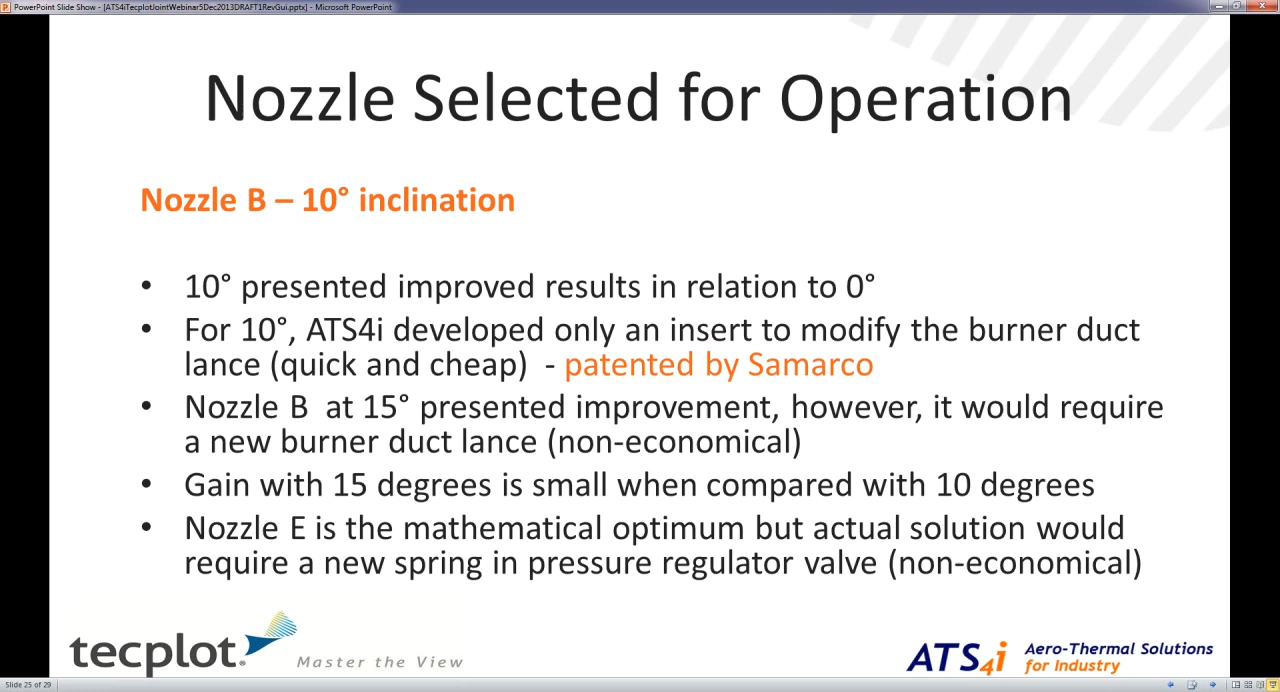 PowerPoint Slide Show - [ATS4iTecplotJointWebinar5Dec2013DRAFT1RevGui.pptx] - Microsoft PowerPoint
Nozzle Selected for Operation
Nozzle B – 10° inclination
• 10° presented improved results in relation to 0°
• For 10°, ATS4i developed only an insert to modify the burner duct
lance (quick and cheap) - patented by Samarco
• Nozzle B at 15° presented improvement, however, it would require
a new burner duct lance (non-economical)
• Gain with 15 degrees is small when compared with 10 degrees
• Nozzle E is the mathematical optimum but actual solution would
require a new spring in pressure regulator valve (non-economical)
tecplot® Master the View
ATS4i Aero-Thermal Solutions
for Industry
Slide 25 of 29